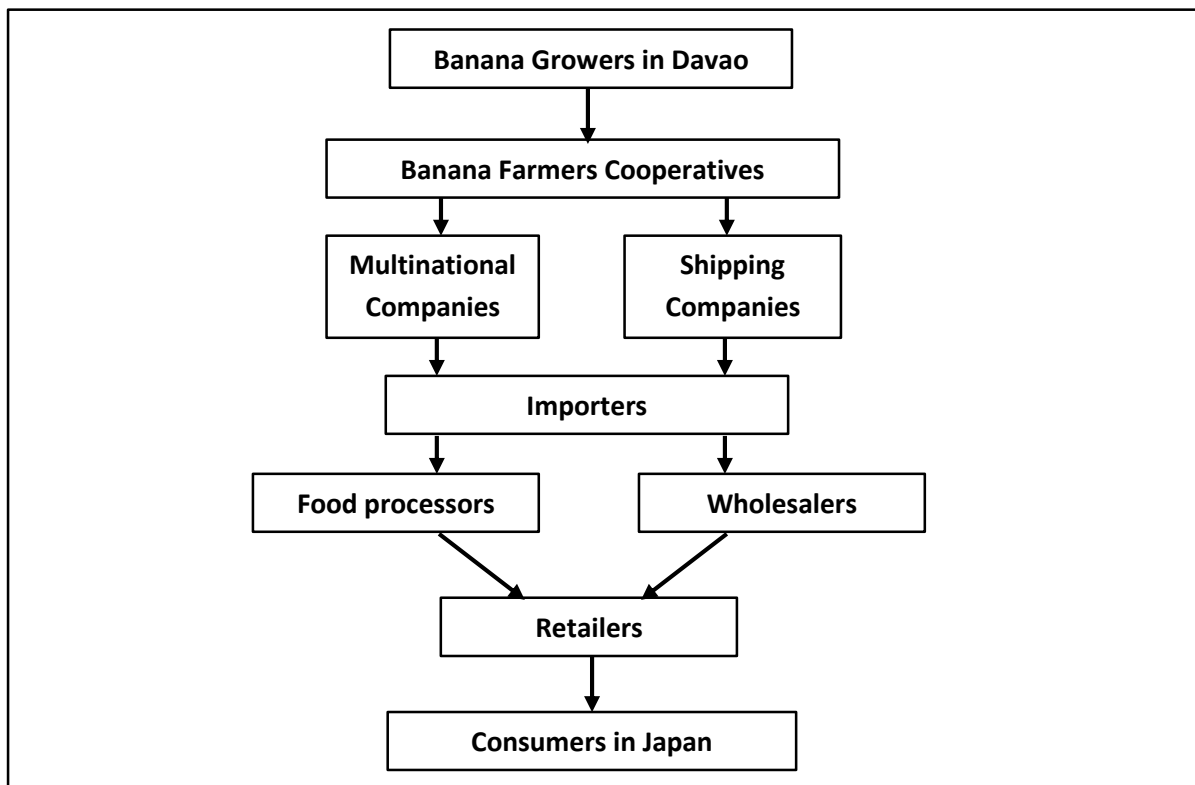 Banana Growers in Davao
Banana Farmers Cooperatives
Multinational
Companies
Shipping
Companies
Importers
Food processors
Wholesalers
Retailers
Consumers in Japan